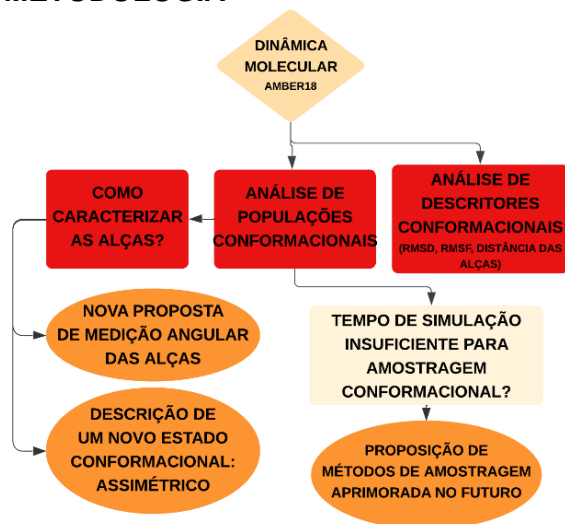 METODOLOGIA
DINÂMICA
MOLECULAR
AMBER18
COMO
CARACTERIZAR
AS ALÇAS?
ANÁLISE DE
POPULAÇÕES
CONFORMACIONAIS
ANÁLISE DE
DESCRITORES
CONFORMACIONAIS
(RMSD, RMSF, DISTÂNCIA DAS
ALÇAS)
NOVA PROPOSTA
DE MEDIÇÃO ANGULAR
DAS ALÇAS
TEMPO DE SIMULAÇÃO
INSUFICIENTE PARA
AMOSTRAGEM
CONFORMACIONAL?
DESCRIÇÃO DE
UM NOVO ESTADO
CONFORMACIONAL:
ASSIMÉTRICO
PROPOSIÇÃO DE
MÉTODOS DE AMOSTRAGEM
APRIMORADA NO FUTURO